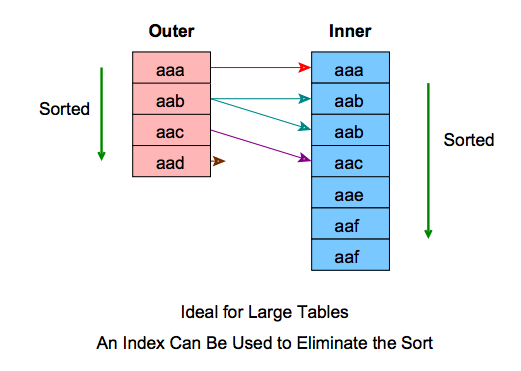 Outer Inner
aaa aaa
aab aab
Sorted
aac aab
Sorted
aad aac
aae
aaf
aaf
Ideal for Large Tables
An Index Can Be Used to Eliminate the Sort